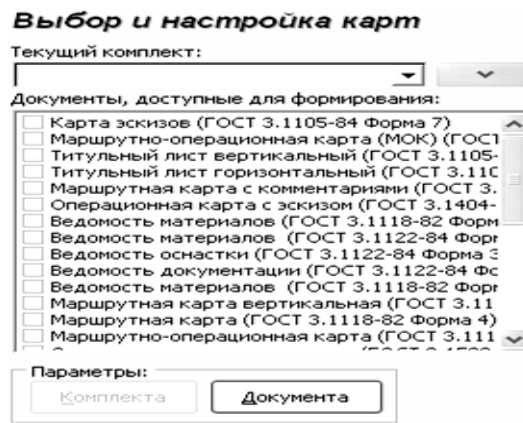 Выбор и настройка карт
Текущий комплект:
Документы, доступные для формирования:
Карта эскизов (ГОСТ 3.1105-84 Форма 7)
Маршрутно-операционная карта (МОК) (ГОСТ
Титульный лист вертикальный (ГОСТ 3.1105-
Титульный лист горизонтальный (ГОСТ 3.110
Маршрутная карта с комментариями (ГОСТ 3.
Операционная карта с эскизом (ГОСТ 3.1404-
Ведомость материалов (ГОСТ 3.1118-82 Форм
Ведомость материалов (ГОСТ 3.1122-84 Форм
Ведомость оснастки (ГОСТ 3.1122-84 Форма 3
Ведомость документации (ГОСТ 3.1122-84 Фо
Ведомость материалов (ГОСТ 3.1118-82 Форм
Маршрутная карта вертикальная (ГОСТ 3.11
Маршрутная карта (ГОСТ 3.1118-82 Форма 4)
Маршрутно-операционная карта (ГОСТ 3.111
Параметры:
Комплекта Документа